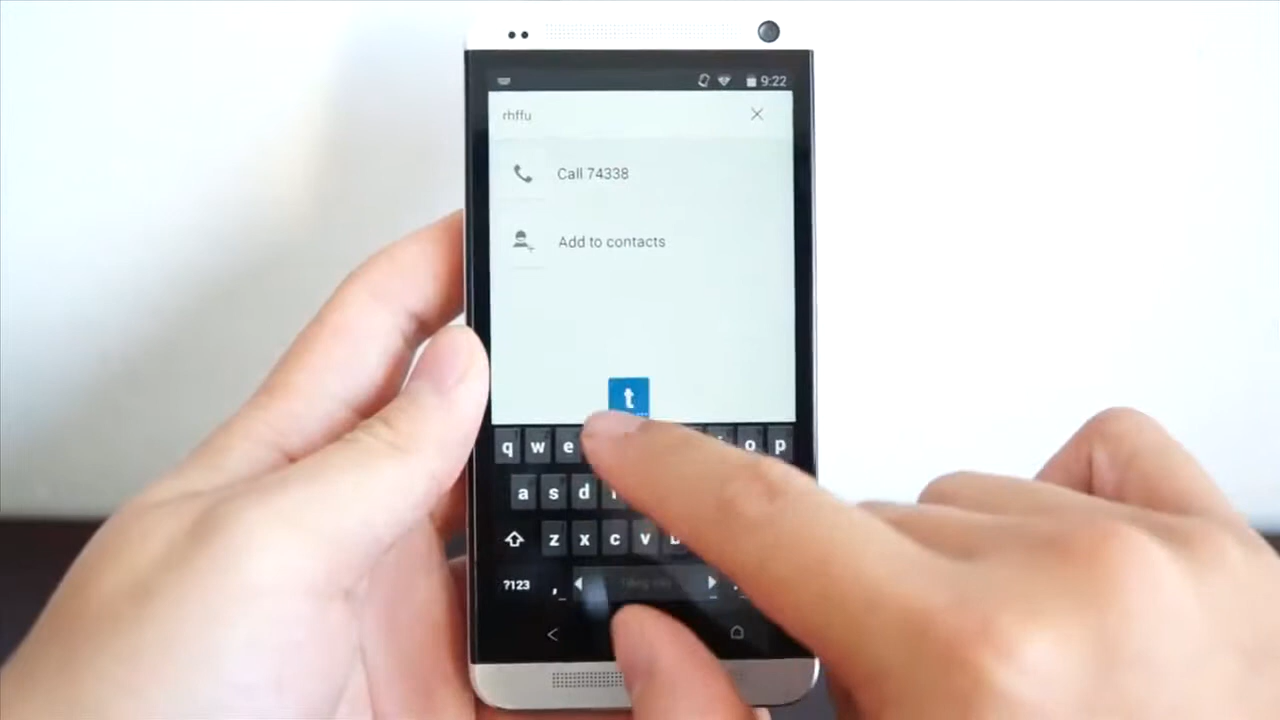 9:22
rhffu
Call 74338
Add to contacts
t
q w e o p
a s d
z x c v
?123 ,